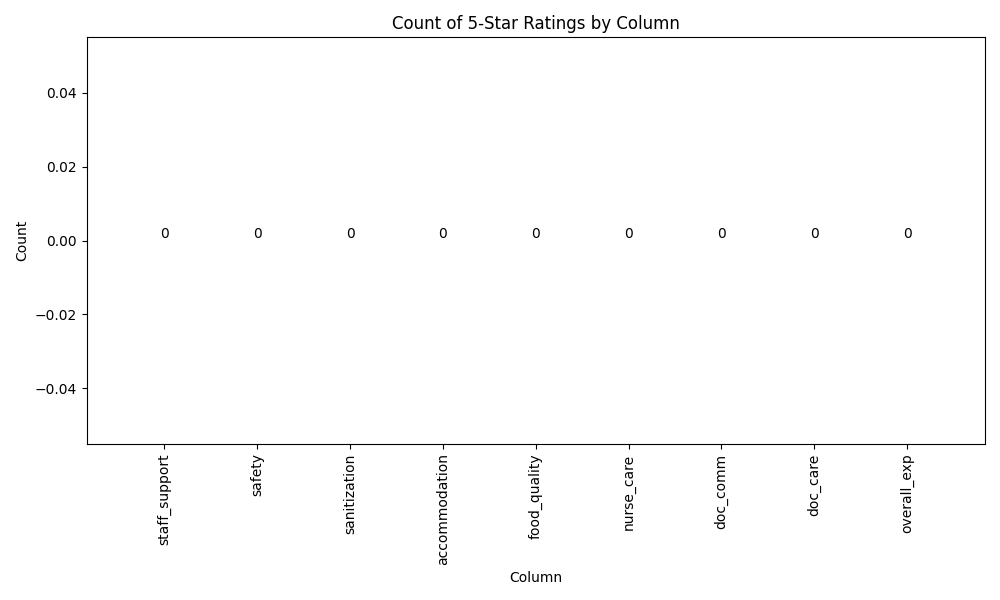 Count of 5-Star Ratings by Column
Count
0.04
0.02
0.00
−0.02
−0.04
0 0 0 0 0 0 0 0 0
staff_support
safety
sanitization
accommodation
food_quality
nurse_care
doc_comm
doc_care
overall_exp
Column